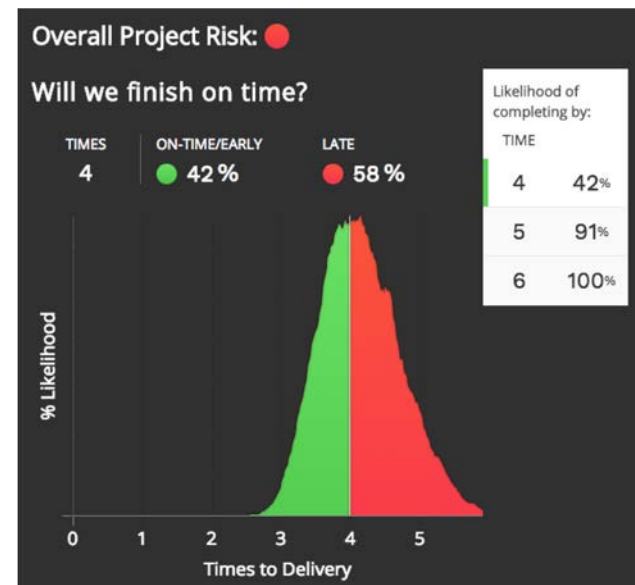 Overall Project Risk:
Will we finish on time?
TIMES ON-TIME/EARLY LATE
4 42% 58%
Likelihood of
completing by:
TIME
4 42%
5 91%
6 100%
% Likelihood
0 1 2 3 4 5
Times to Delivery